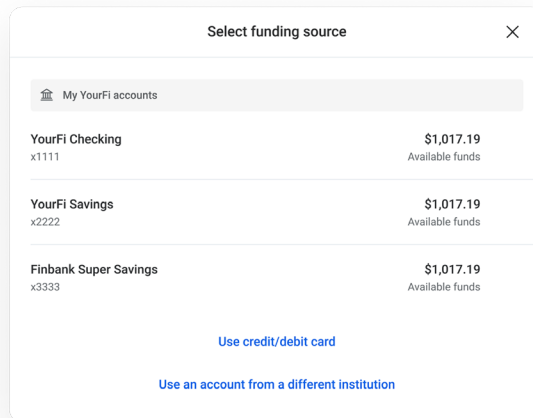 Select funding source
My YourFi accounts
YourFi Checking $1,017.19
x1111 Available funds
YourFi Savings $1,017.19
x2222 Available funds
Finbank Super Savings $1,017.19
x3333 Available funds
Use credit/debit card
Use an account from a different institution